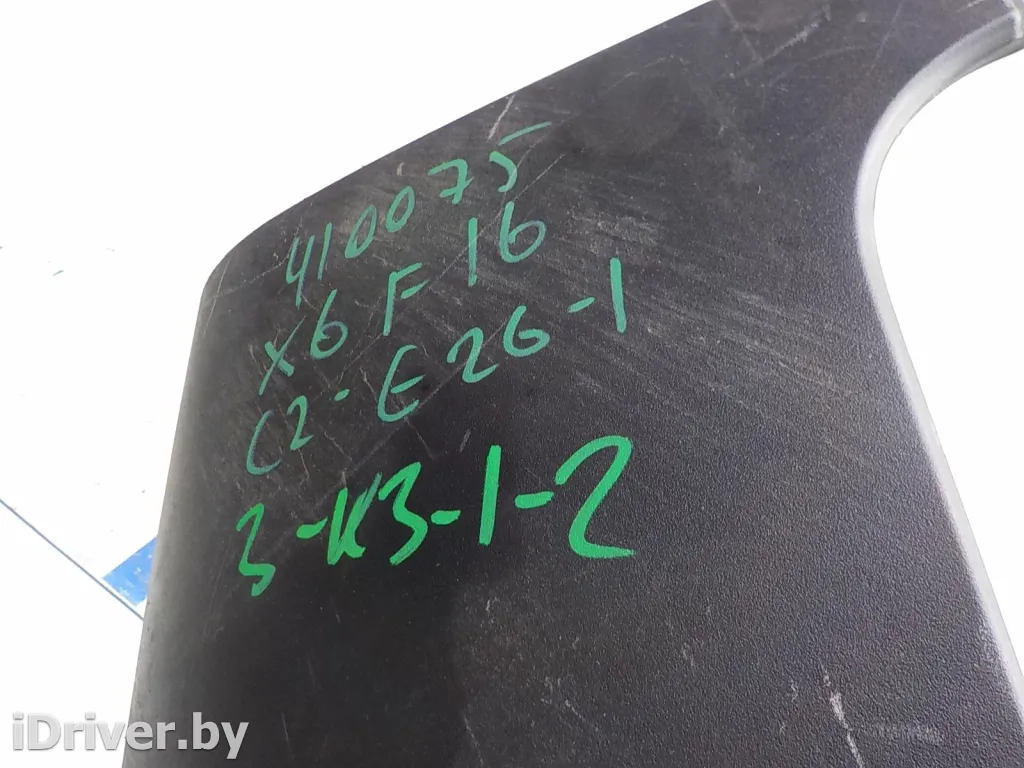 410075
X6 F16
C2-E26-1
3-K3-1-2
iDriver.by